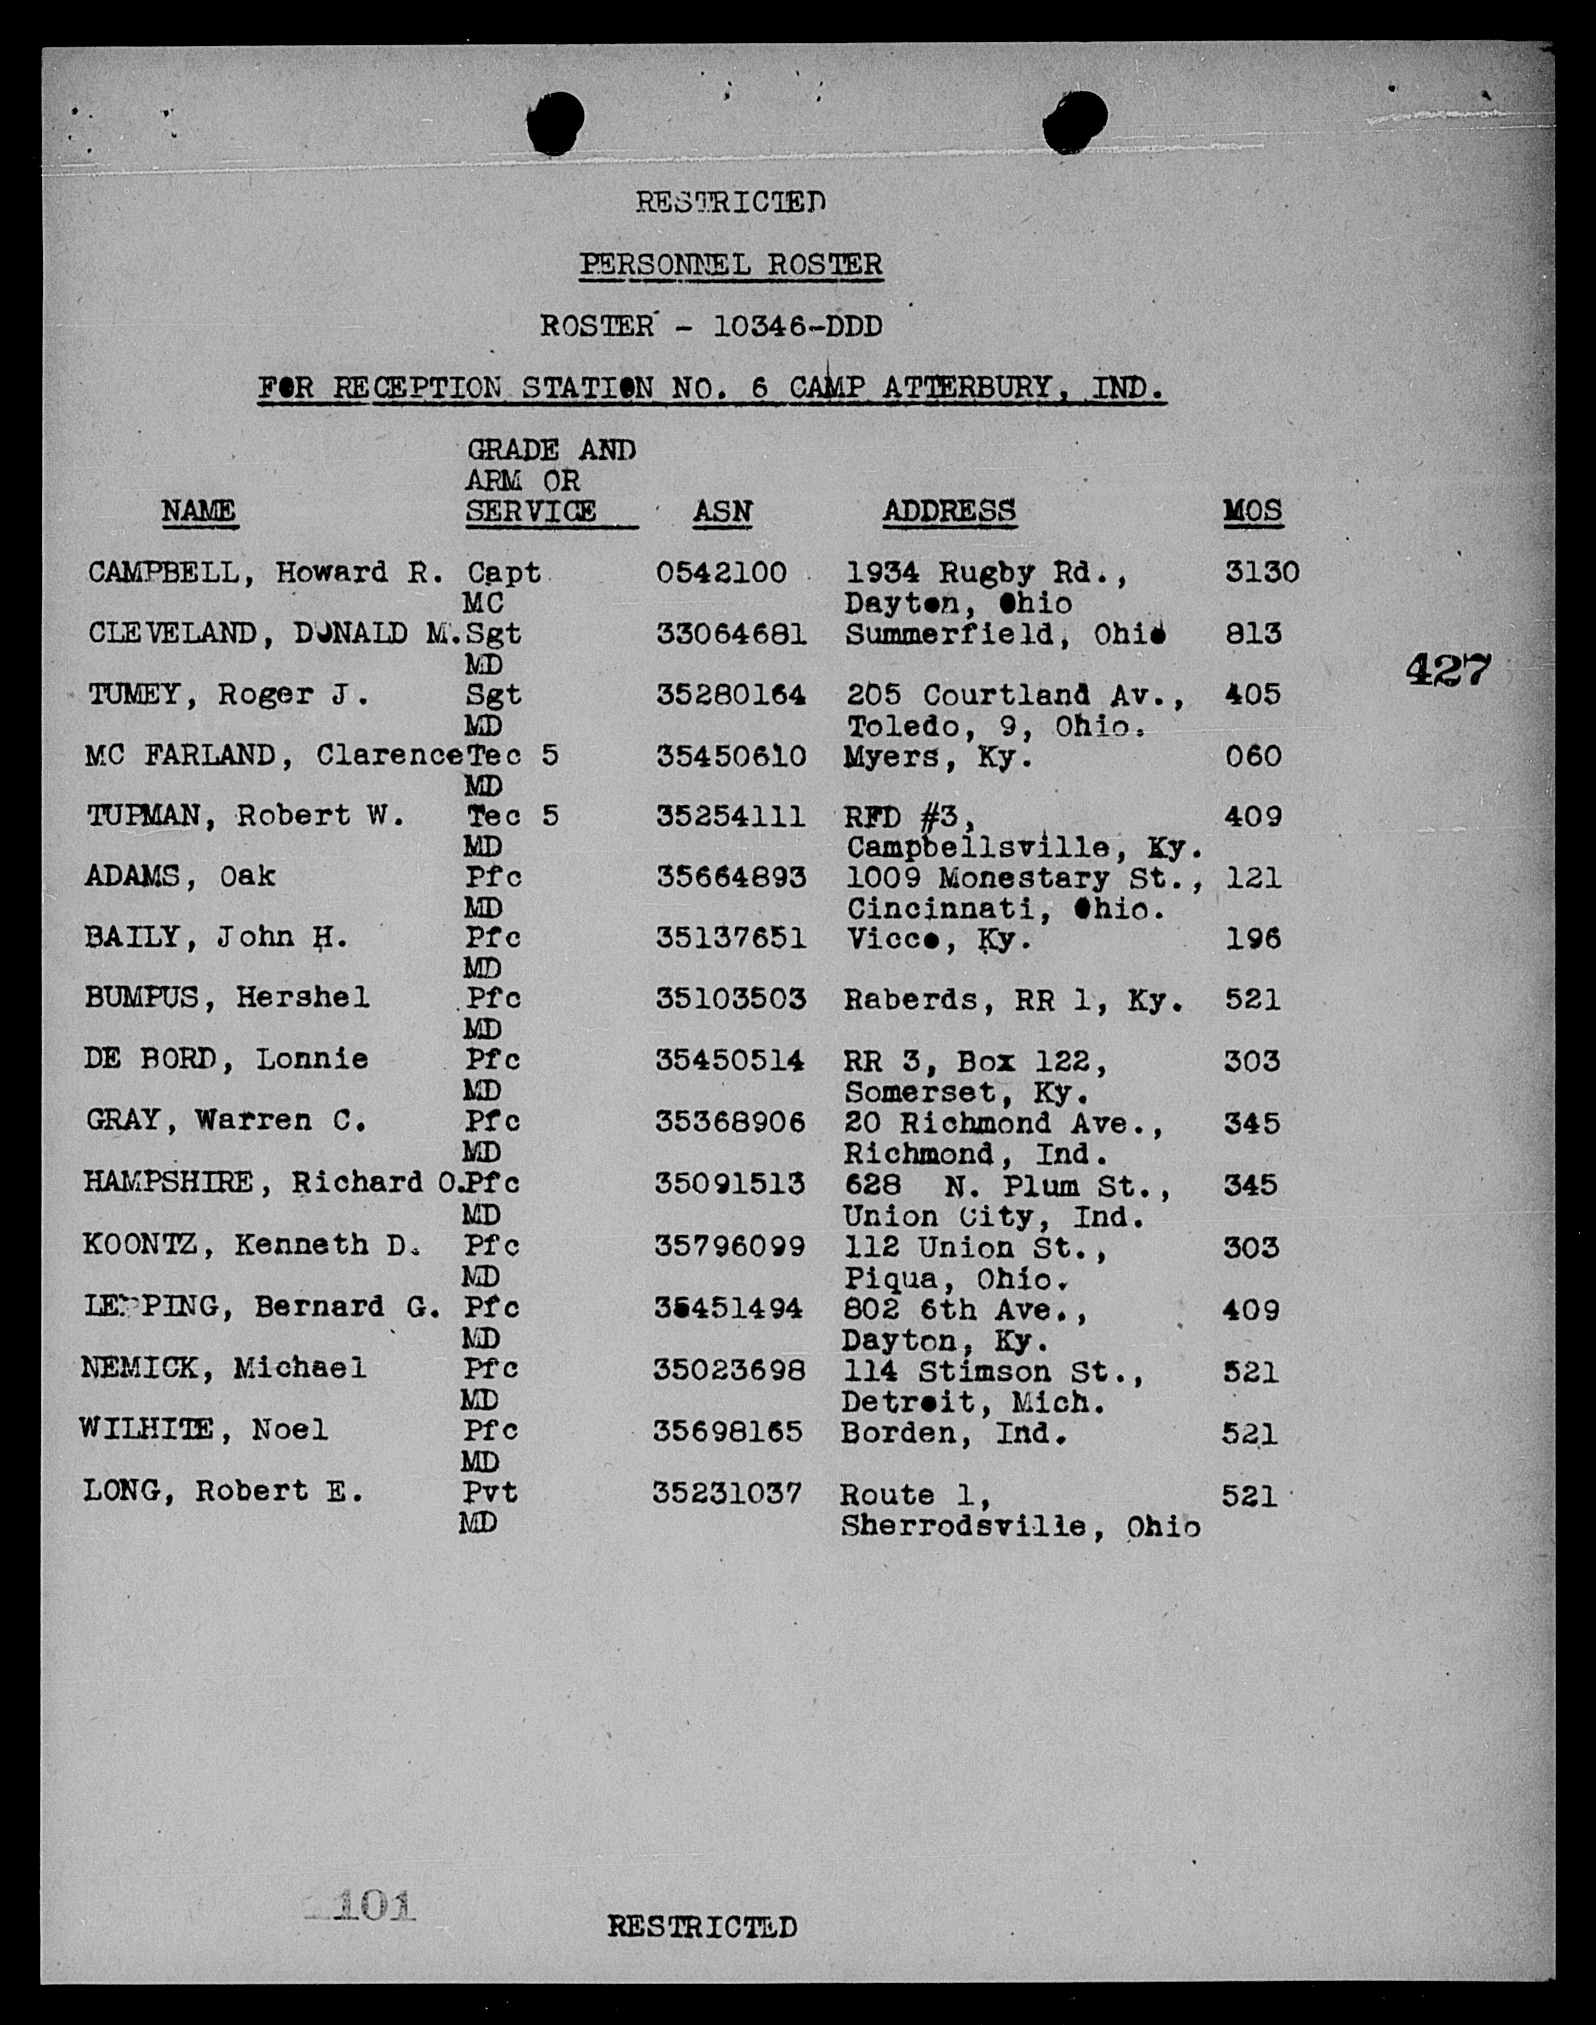 RESTRICTED
PERSONNEL ROSTER
ROSTER - 10346-DDD
FOR RECEPTION STATION NO. 6 CAMP ATTERBURY, IND.
GRADE AND
ARM OR
NAME SERVICE ASN ADDRESS MOS
CAMPBELL, Howard R. Capt 0542100 1934 Rugby Rd., 3130
MC Dayton, Ohio
CLEVELAND, DONALD M. Sgt 33064681 Summerfield, Ohio 813
MD
427
TUMEY, Roger J. Sgt 35280164 205 Courtland Av., 405
MD Toledo, 9, Ohio.
MC FARLAND, Clarence Tec 5 35450610 Myers, Ky. 060
MD
TUPMAN, Robert W. Tec 5 35254111 RFD #3, 409
MD Campbellsville, Ky.
ADAMS, Oak Pfc 35664893 1009 Monestary St., 121
MD Cincinnati, Ohio.
BAILY, John H. Pfc 35137651 Vicco, Ky. 196
MD
BUMPUS, Hershel Pfc 35103503 Raberds, RR 1, Ky. 521
MD
DE BORD, Lonnie Pfc 35450514 RR 3, Box 122, 303
MD Somerset, Ky.
GRAY, Warren C. Pfc 35368906 20 Richmond Ave., 345
MD Richmond, Ind.
HAMPSHIRE, Richard O. Pfc 35091513 628 N. Plum St., 345
MD Union City, Ind.
KOONTZ, Kenneth D. Pfc 35796099 112 Union St., 303
MD Piqua, Ohio.
LEPPING, Bernard G. Pfc 35451494 802 6th Ave., 409
MD Dayton, Ky.
NEMICK, Michael Pfc 35023698 114 Stimson St., 521
MD Detroit, Mich.
WILHITE, Noel Pfc 35698165 Borden, Ind. 521
MD
LONG, Robert E. Pvt 35231037 Route 1, 521
MD Sherrodsville, Ohio
101
RESTRICTED